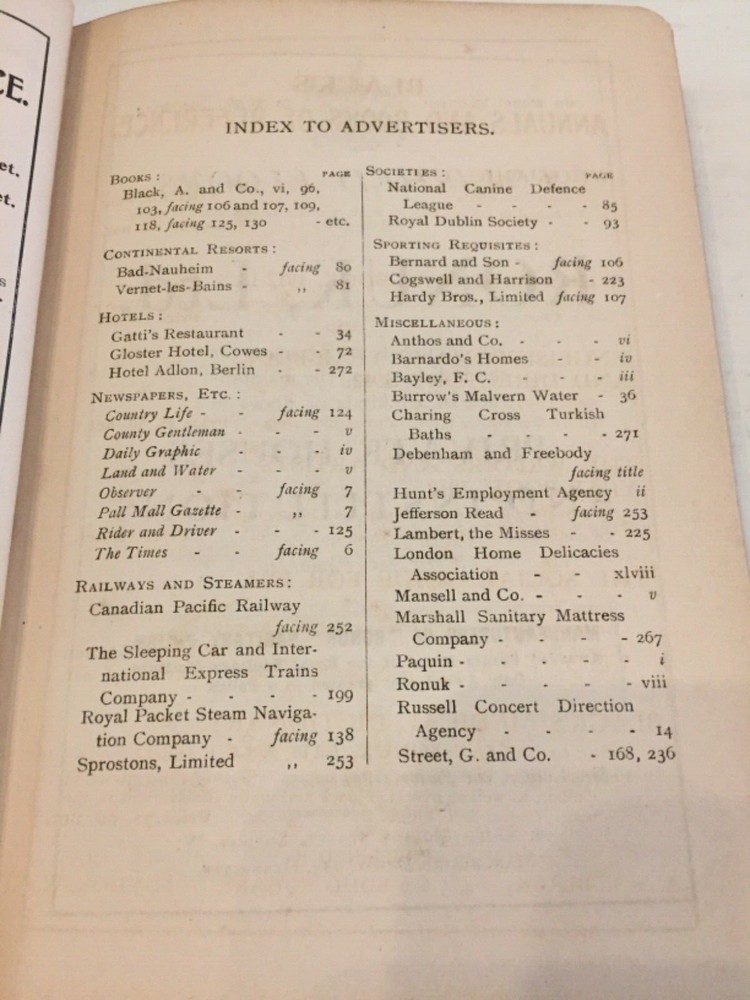 CE.
et.
t.
s
INDEX TO ADVERTISERS.
BOOKS : PAGE
Black, A. and Co., vi, 96,
103, facing 106 and 107, 109,
118, facing 125, 130 - etc.
CONTINENTAL RESORTS :
Bad-Nauheim - facing 80
Vernet-les-Bains - ,, 81
HOTELS :
Gatti's Restaurant - - 34
Gloster Hotel, Cowes - - 72
Hotel Adlon, Berlin - - 272
NEWSPAPERS, ETC. :
Country Life - - facing 124
County Gentleman - - - v
Daily Graphic - - - iv
Land and Water - - - v
Observer - - facing 7
Pall Mall Gazette - ,, 7
Rider and Driver - - - 125
The Times - - facing 6
RAILWAYS AND STEAMERS :
Canadian Pacific Railway
facing 252
The Sleeping Car and Inter-
national Express Trains
Company - - - - 199
Royal Packet Steam Naviga-
tion Company - facing 138
Sprostons, Limited ,, 253
SOCIETIES : PAGE
National Canine Defence
League - - - - 85
Royal Dublin Society - - 93
SPORTING REQUISITES :
Bernard and Son - facing 106
Cogswell and Harrison - 223
Hardy Bros., Limited facing 107
MISCELLANEOUS :
Anthos and Co. - - - vi
Barnardo's Homes - - iv
Bayley, F. C. - - - iii
Burrow's Malvern Water - 36
Charing Cross Turkish
Baths - - - - 271
Debenham and Freebody
facing title
Hunt's Employment Agency ii
Jefferson Read - facing 253
Lambert, the Misses - - 225
London Home Delicacies
Association - - xlviii
Mansell and Co. - - - v
Marshall Sanitary Mattress
Company - - - - 267
Paquin - - - - - i
Ronuk - - - - - viii
Russell Concert Direction
Agency - - - - 14
Street, G. and Co. - 168, 236